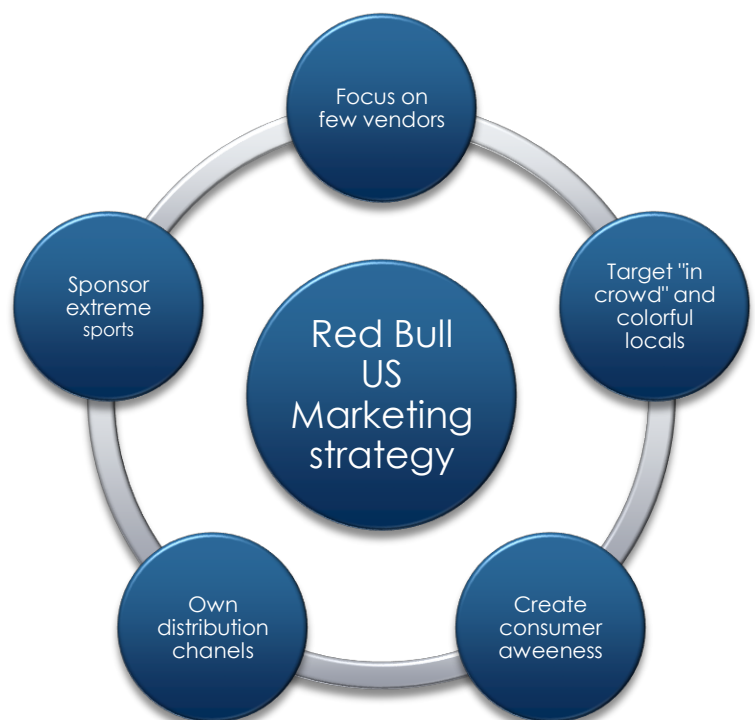 Focus on
few vendors
Target "in
crowd" and
colorful
locals
Create
consumer
aweeness
Own
distribution
chanels
Sponsor
extreme
sports
Red Bull
US
Marketing
strategy